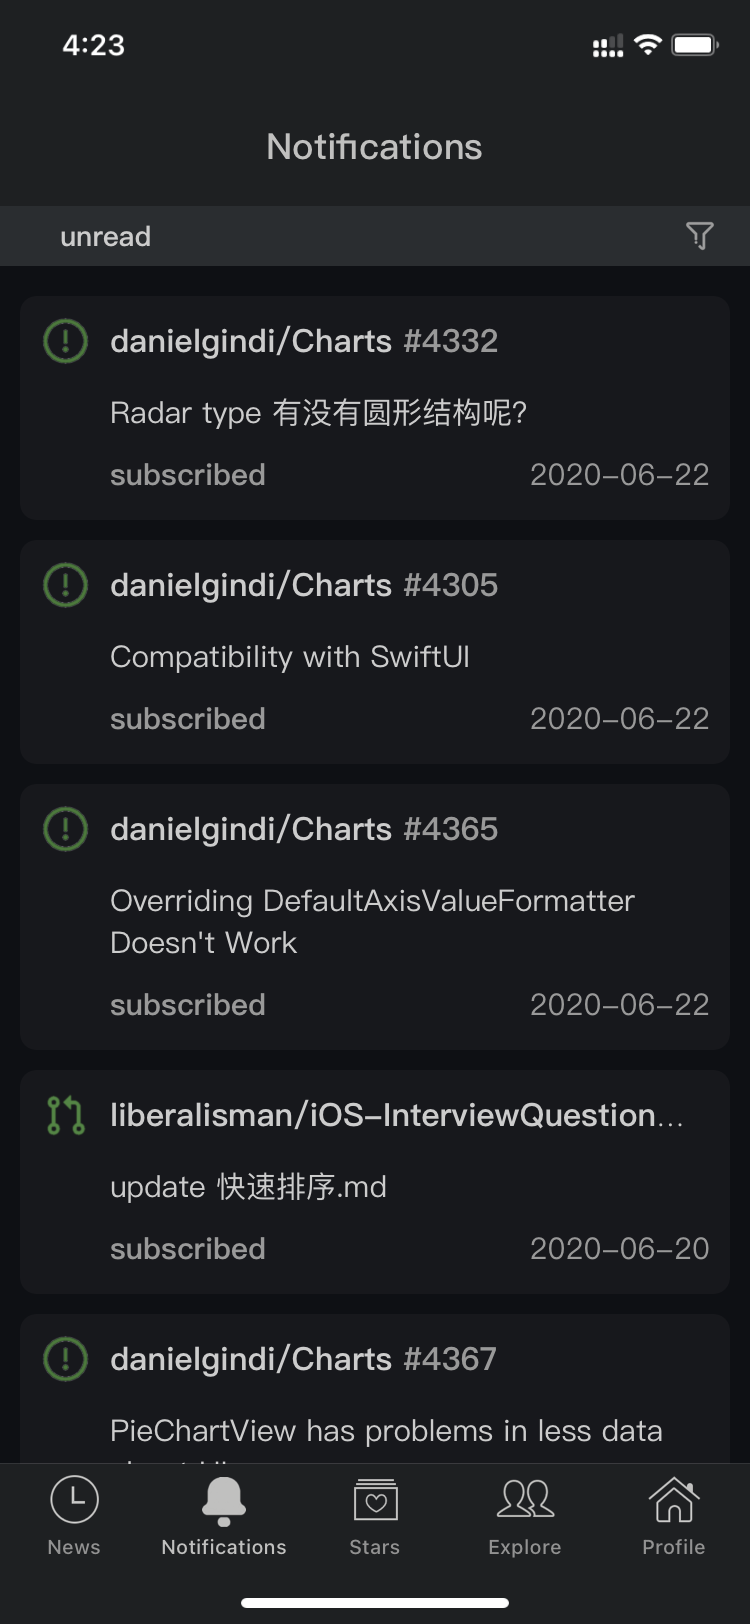 4:23
Notifications
unread
danielgindi/Charts #4332
Radar type 有没有圆形结构呢?
subscribed 2020-06-22
danielgindi/Charts #4305
Compatibility with SwiftUI
subscribed 2020-06-22
danielgindi/Charts #4365
Overriding DefaultAxisValueFormatter
Doesn't Work
subscribed 2020-06-22
liberalisman/iOS-InterviewQuestion...
update 快速排序.md
subscribed 2020-06-20
danielgindi/Charts #4367
PieChartView has problems in less data
News Notifications Stars Explore Profile